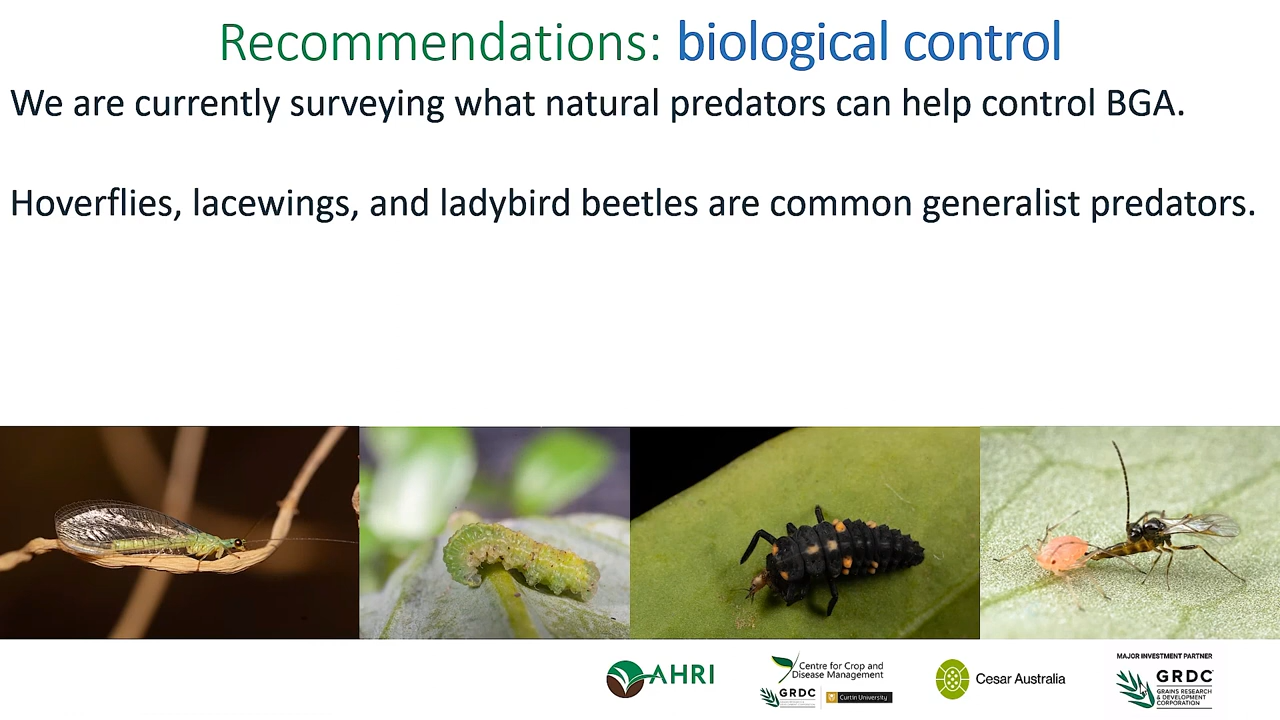 Recommendations: biological control
We are currently surveying what natural predators can help control BGA.
Hoverflies, lacewings, and ladybird beetles are common generalist predators.
AHRI
Centre for Crop and
Disease Management
GRDC
Curtin University
Cesar Australia
MAJOR INVESTMENT PARTNER
GRDC
GRAINS RESEARCH
& DEVELOPMENT
CORPORATION